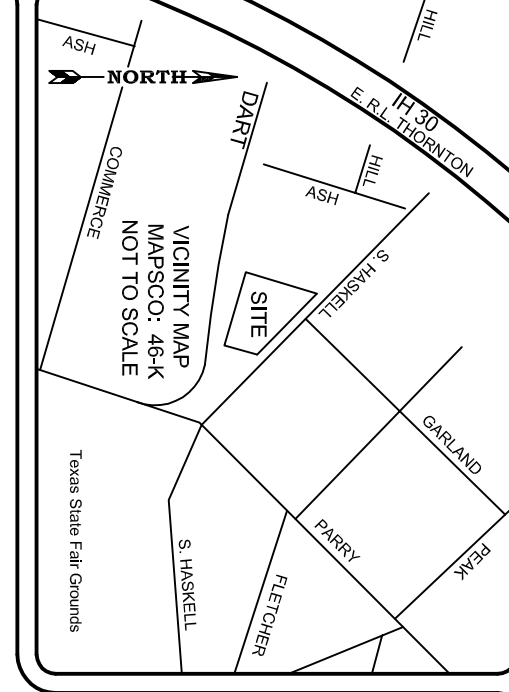 HILL
ASH
NORTH
IH 30
E. R.L. THORNTON
DART
HILL
ASH
COMMERCE
S. HASKELL
VICINITY MAP
MAPSCO: 46-K
NOT TO SCALE
SITE
GARLAND
PEAK
PARRY
Texas State Fair Grounds
S. HASKELL
FLETCHER